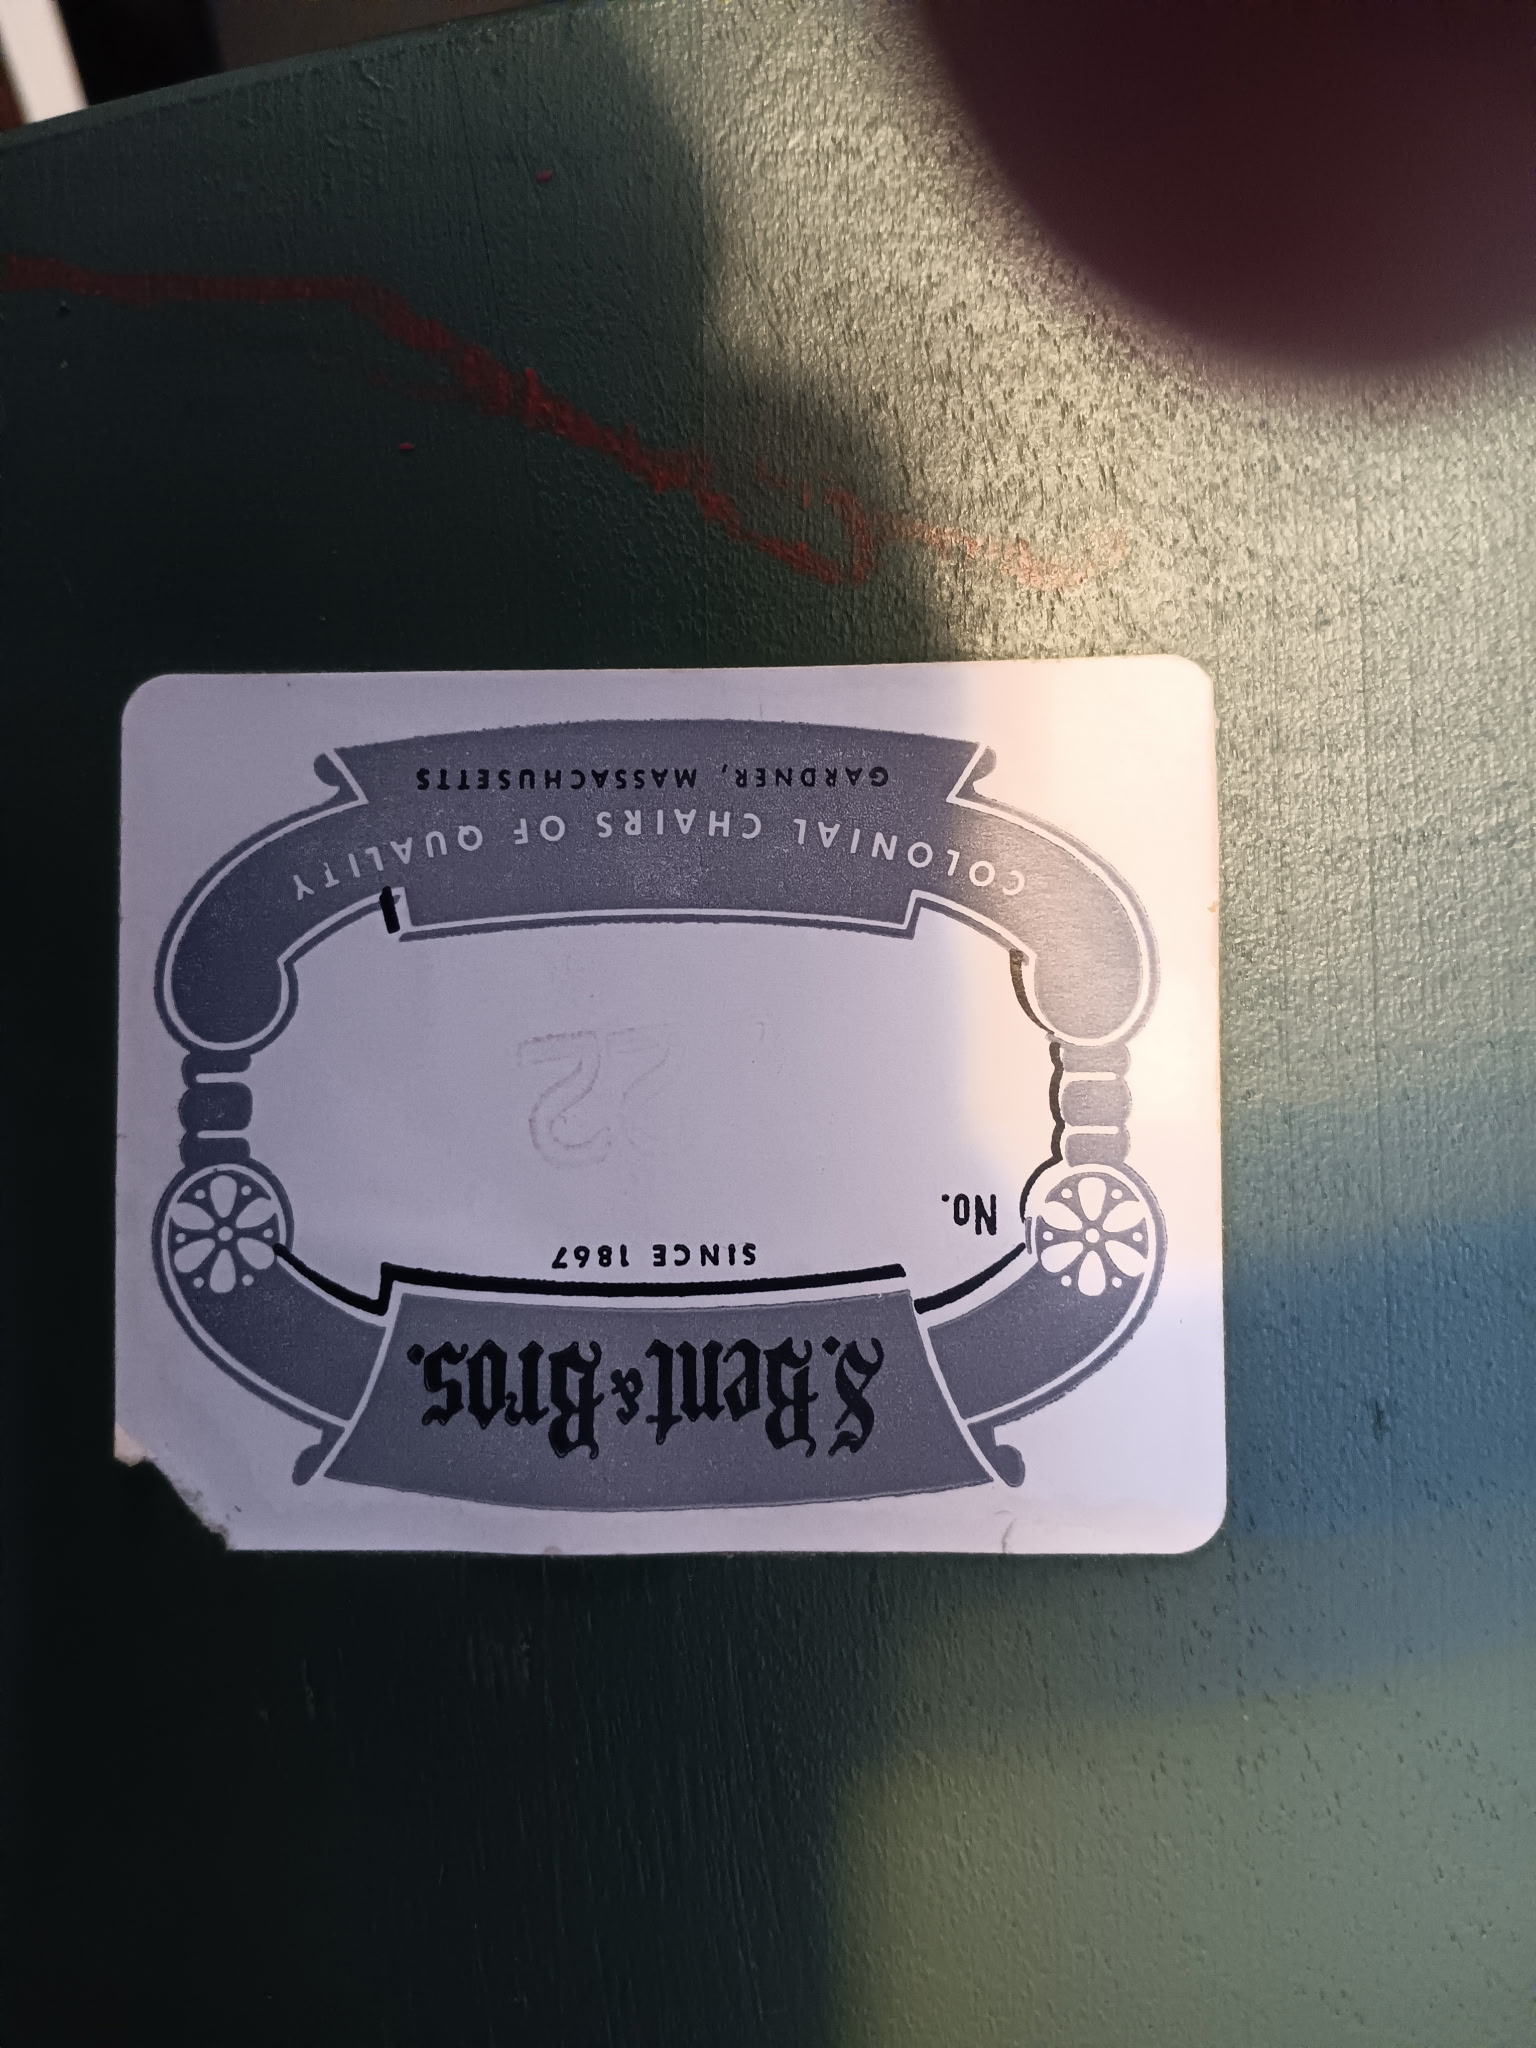 S. Bent & Bros.
SINCE 1867
No.
22
COLONIAL CHAIRS OF QUALITY
GARDNER, MASSACHUSETTS